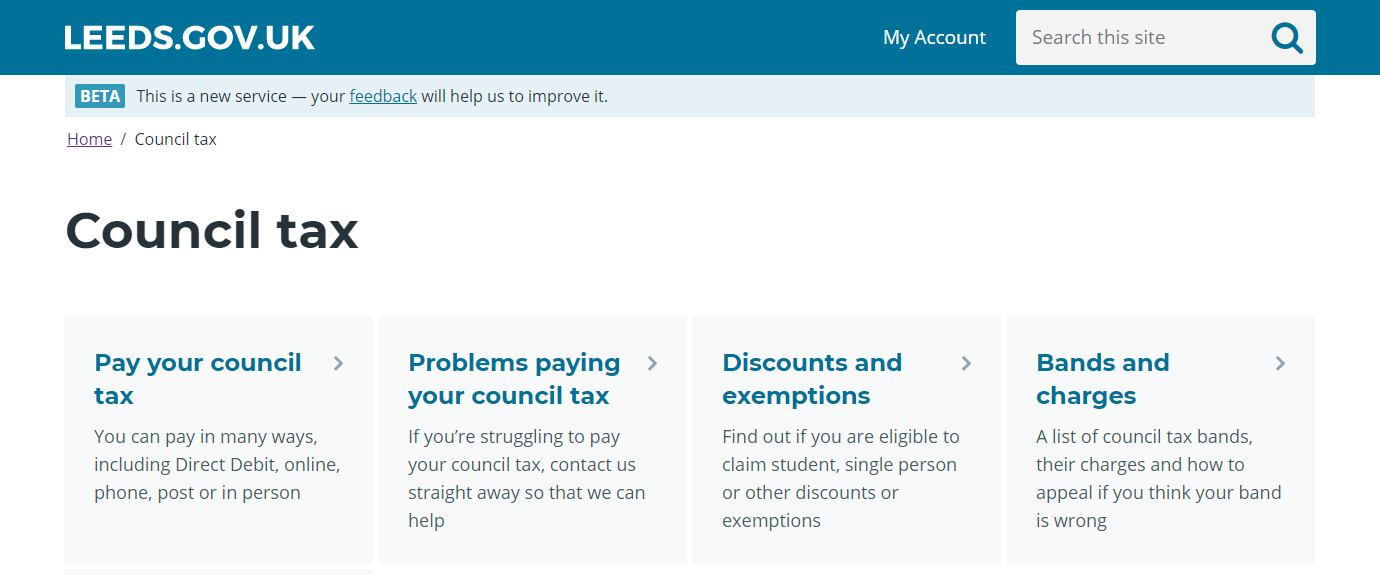 LEEDS.GOV.UK
My Account
Search this site
BETA This is a new service — your feedback will help us to improve it.
Home / Council tax
Council tax
Pay your council
tax
You can pay in many ways,
including Direct Debit, online,
phone, post or in person
Problems paying
your council tax
If you’re struggling to pay
your council tax, contact us
straight away so that we can
help
Discounts and
exemptions
Find out if you are eligible to
claim student, single person
or other discounts or
exemptions
Bands and
charges
A list of council tax bands,
their charges and how to
appeal if you think your band
is wrong